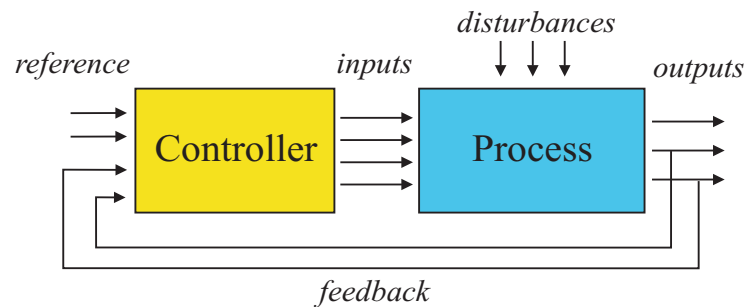 disturbances
reference
inputs
outputs
Controller
Process
feedback